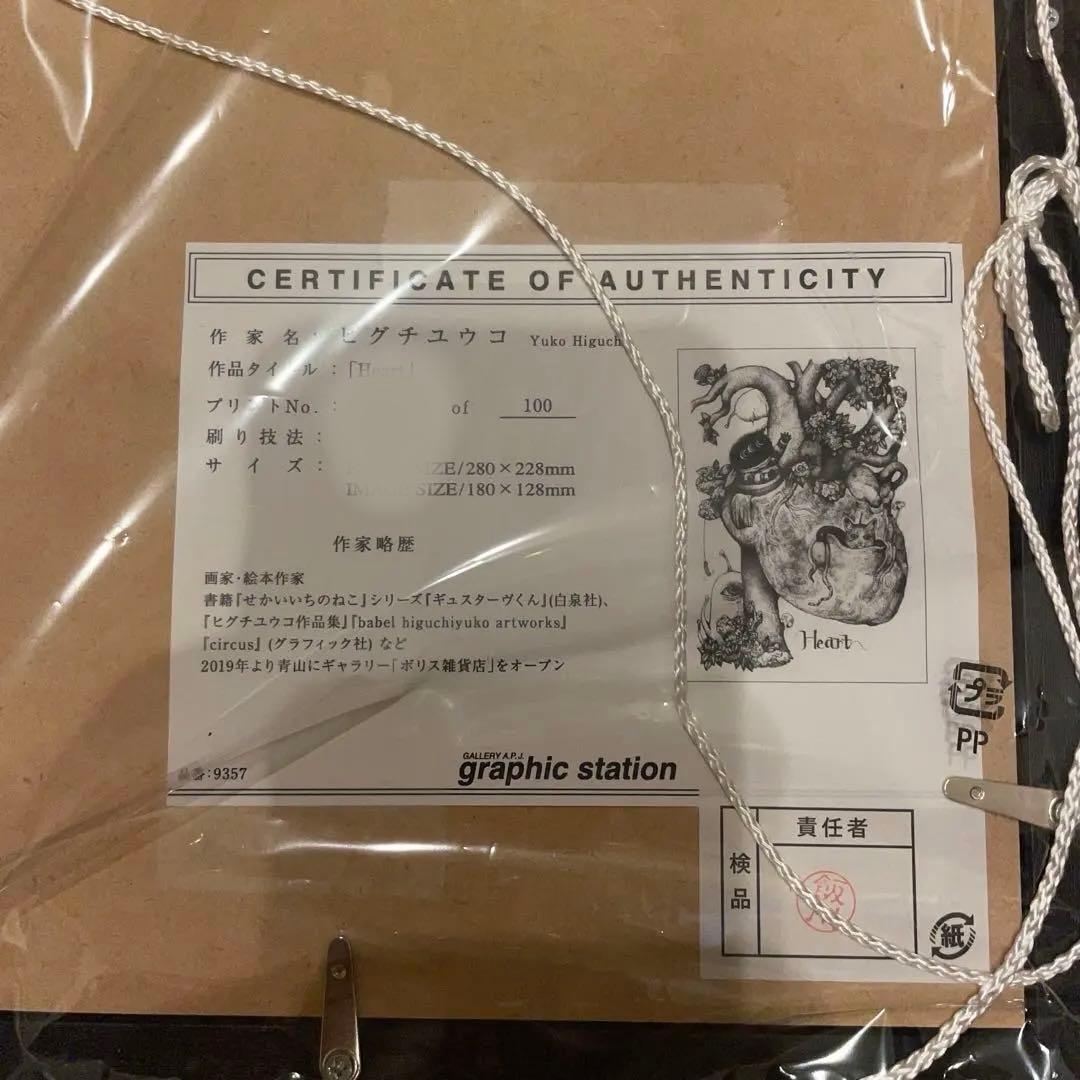 CERTIFICATE OF AUTHENTICITY
作家名：ヒグチユウコ Yuko Higuch
作品タイトル：「Heart」
プリントNo.： of 100
刷り技法：
サイズ： SIZE/280×228mm
IMAGE SIZE/180×128mm
作家略歴
画家・絵本作家
書籍『せかいいちのねこ』シリーズ『ギュスターヴくん』(白泉社)、
『ヒグチユウコ作品集』『babel higuchiyuko artworks』
『circus』(グラフィック社) など
2019年より青山にギャラリー「ボリス雑貨店」をオープン
Heart
品番:9357
GALLERY A.P.J.
graphic station
プラ
PP
責任者
検品
紙